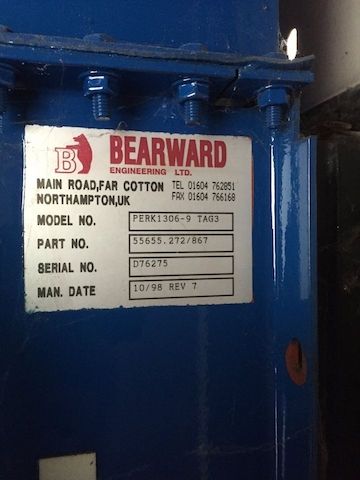 B
BEARWARD
ENGINEERING LTD.
MAIN ROAD, FAR COTTON TEL 01604 762851
NORTHAMPTON, UK FAX 01604 766168
MODEL NO. PERK1306-9 TAG3
PART NO. 55655.272/867
SERIAL NO. D76275
MAN. DATE 10/98 REV 7